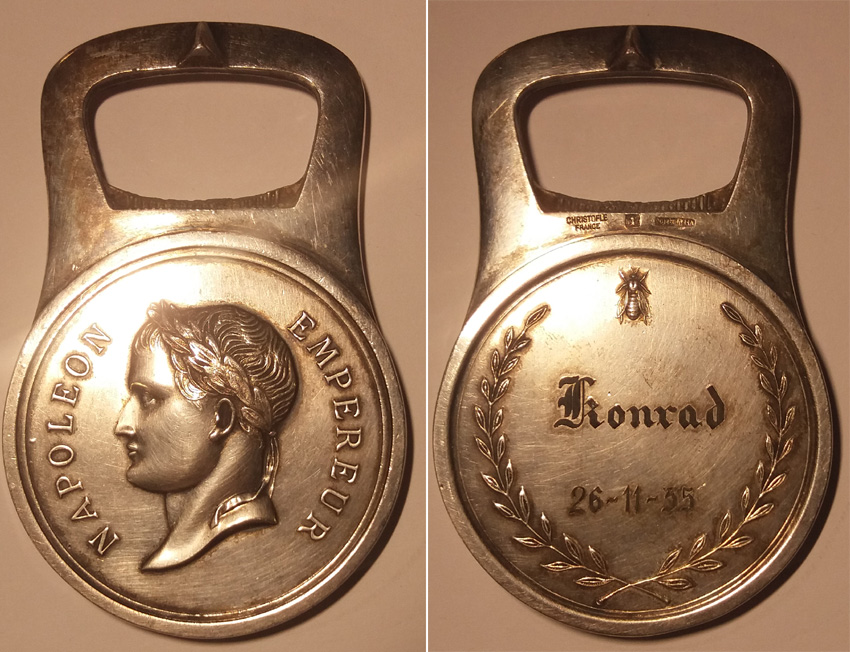 NAPOLEON EMPEREUR
CHRISTOFLE
FRANCE
Konrad
26-11-55